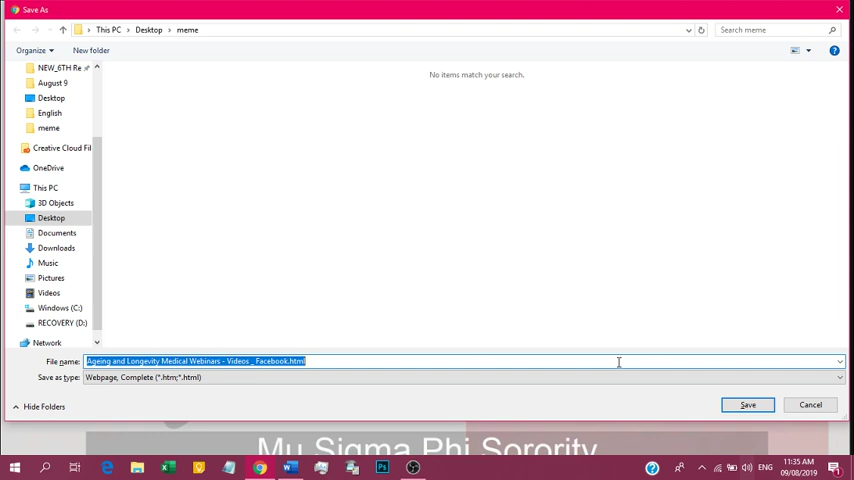 Save As
This PC > Desktop > meme
Search meme
Organize
New folder
NEW_6TH Re
August 9
Desktop
English
meme
Creative Cloud Fil
OneDrive
This PC
3D Objects
Desktop
Documents
Downloads
Music
Pictures
Videos
Windows (C:)
RECOVERY (D:)
Network
No items match your search.
File name: Ageing and Longevity Medical Webinars - Videos _ Facebook.html
Save as type: Webpage, Complete (*.htm;*.html)
Hide Folders
Save
Cancel
Mu Sigma Phi Sorority
ENG
11:35 AM
09/08/2019